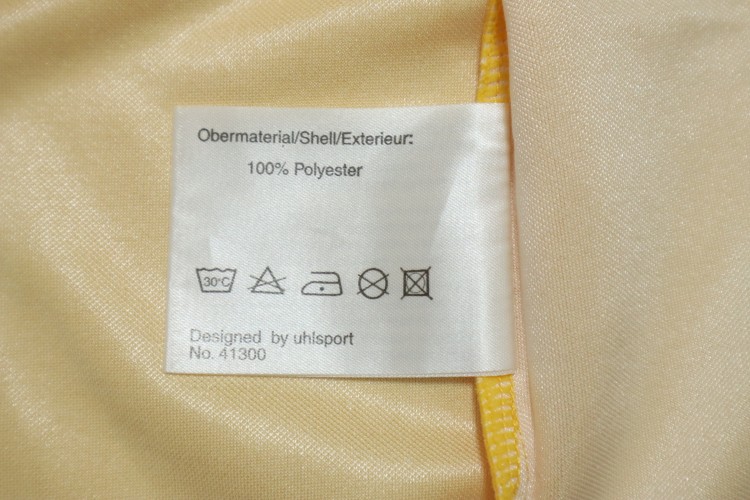 Obermaterial/Shell/Exterieur:
100% Polyester
30°C
Designed by uhlsport
No. 41300